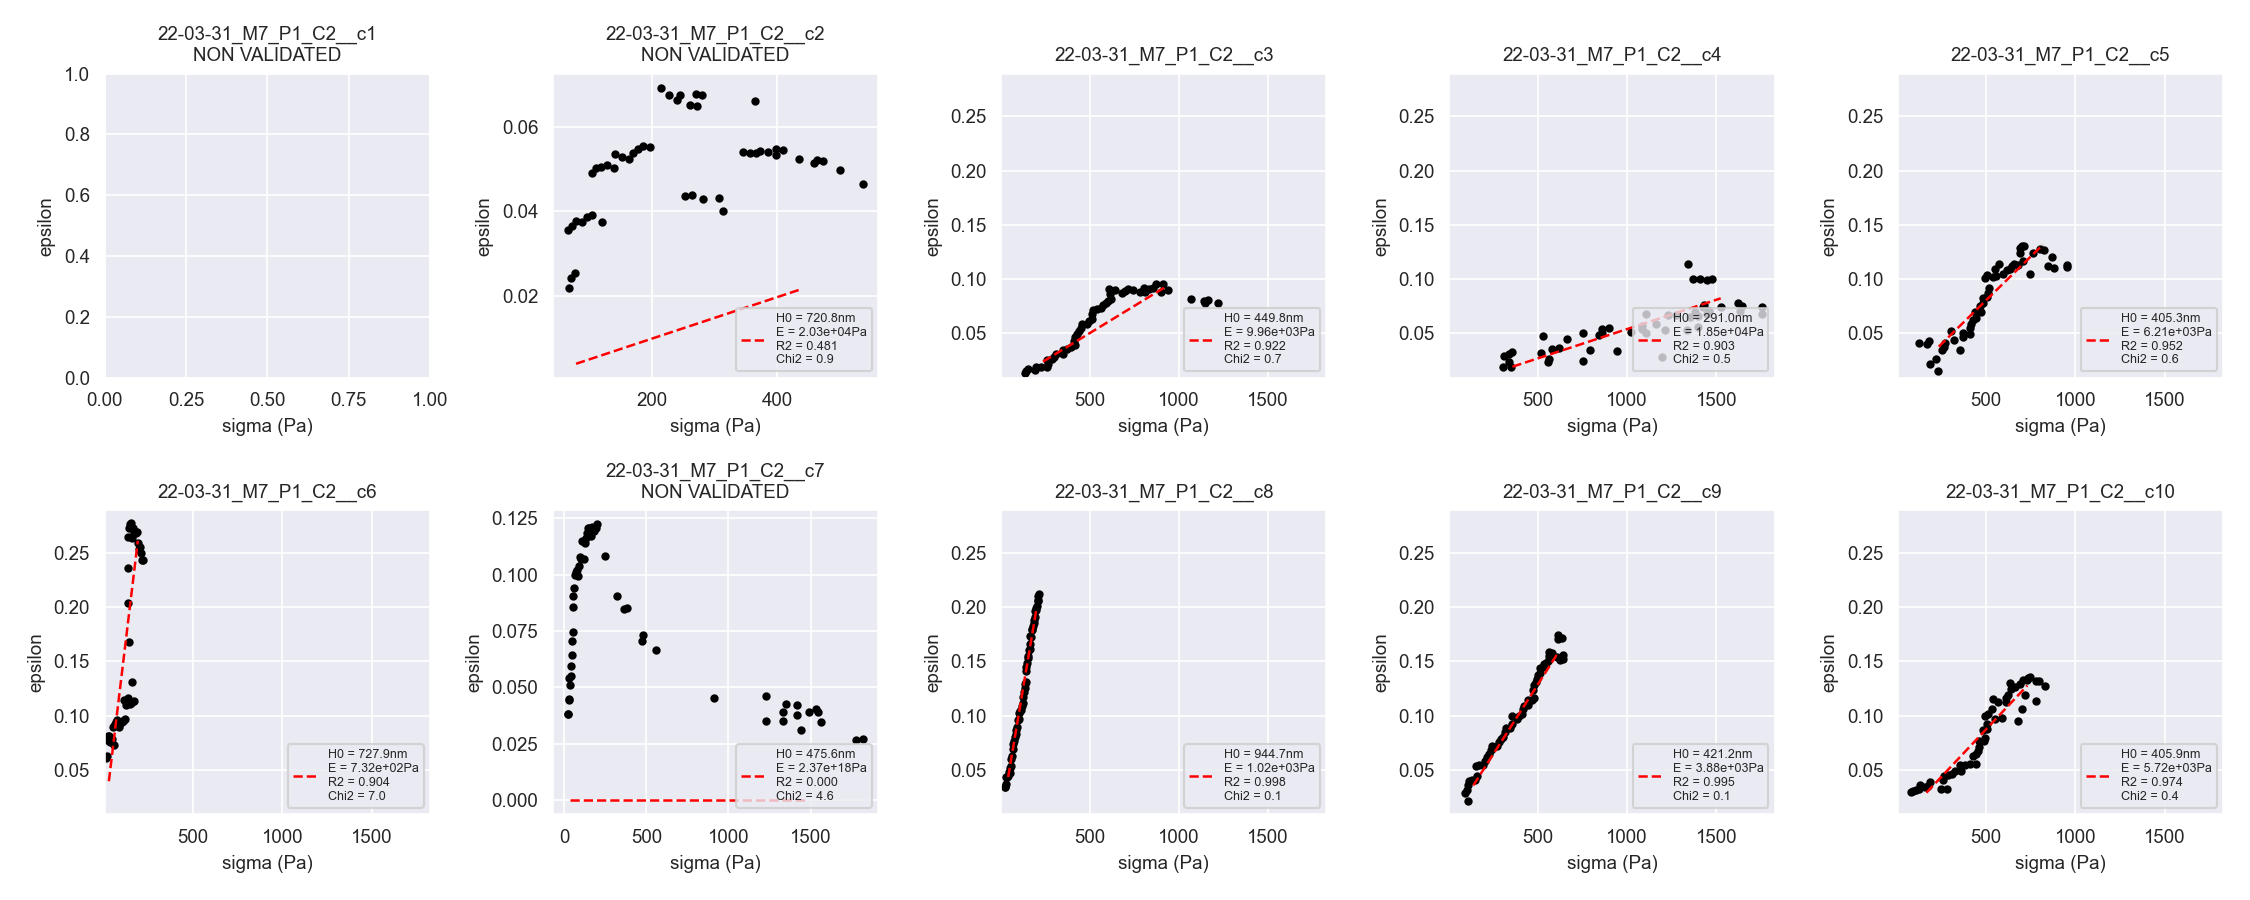 22-03-31_M7_P1_C2__c1
NON VALIDATED
1.0
0.8
0.6
0.4
0.2
0.0
epsilon
0.00
0.25
0.50
0.75
1.00
sigma (Pa)
22-03-31_M7_P1_C2__c2
NON VALIDATED
0.06
0.04
0.02
epsilon
H0 = 720.8nm
E = 2.03e+04Pa
R2 = 0.481
Chi2 = 0.9
200
400
sigma (Pa)
22-03-31_M7_P1_C2__c3
0.25
0.20
0.15
0.10
0.05
epsilon
H0 = 449.8nm
E = 9.96e+03Pa
R2 = 0.922
Chi2 = 0.7
500
1000
1500
sigma (Pa)
22-03-31_M7_P1_C2__c4
0.25
0.20
0.15
0.10
0.05
epsilon
H0 = 291.0nm
E = 1.85e+04Pa
R2 = 0.903
Chi2 = 0.5
500
1000
1500
sigma (Pa)
22-03-31_M7_P1_C2__c5
0.25
0.20
0.15
0.10
0.05
epsilon
H0 = 405.3nm
E = 6.21e+03Pa
R2 = 0.952
Chi2 = 0.6
500
1000
1500
sigma (Pa)
22-03-31_M7_P1_C2__c6
0.25
0.20
0.15
0.10
0.05
epsilon
H0 = 727.9nm
E = 7.32e+02Pa
R2 = 0.904
Chi2 = 7.0
500
1000
1500
sigma (Pa)
22-03-31_M7_P1_C2__c7
NON VALIDATED
0.125
0.100
0.075
0.050
0.025
0.000
epsilon
H0 = 475.6nm
E = 2.37e+18Pa
R2 = 0.000
Chi2 = 4.6
0
500
1000
1500
sigma (Pa)
22-03-31_M7_P1_C2__c8
0.25
0.20
0.15
0.10
0.05
epsilon
H0 = 944.7nm
E = 1.02e+03Pa
R2 = 0.998
Chi2 = 0.1
500
1000
1500
sigma (Pa)
22-03-31_M7_P1_C2__c9
0.25
0.20
0.15
0.10
0.05
epsilon
H0 = 421.2nm
E = 3.88e+03Pa
R2 = 0.995
Chi2 = 0.1
500
1000
1500
sigma (Pa)
22-03-31_M7_P1_C2__c10
0.25
0.20
0.15
0.10
0.05
epsilon
H0 = 405.9nm
E = 5.72e+03Pa
R2 = 0.974
Chi2 = 0.4
500
1000
1500
sigma (Pa)